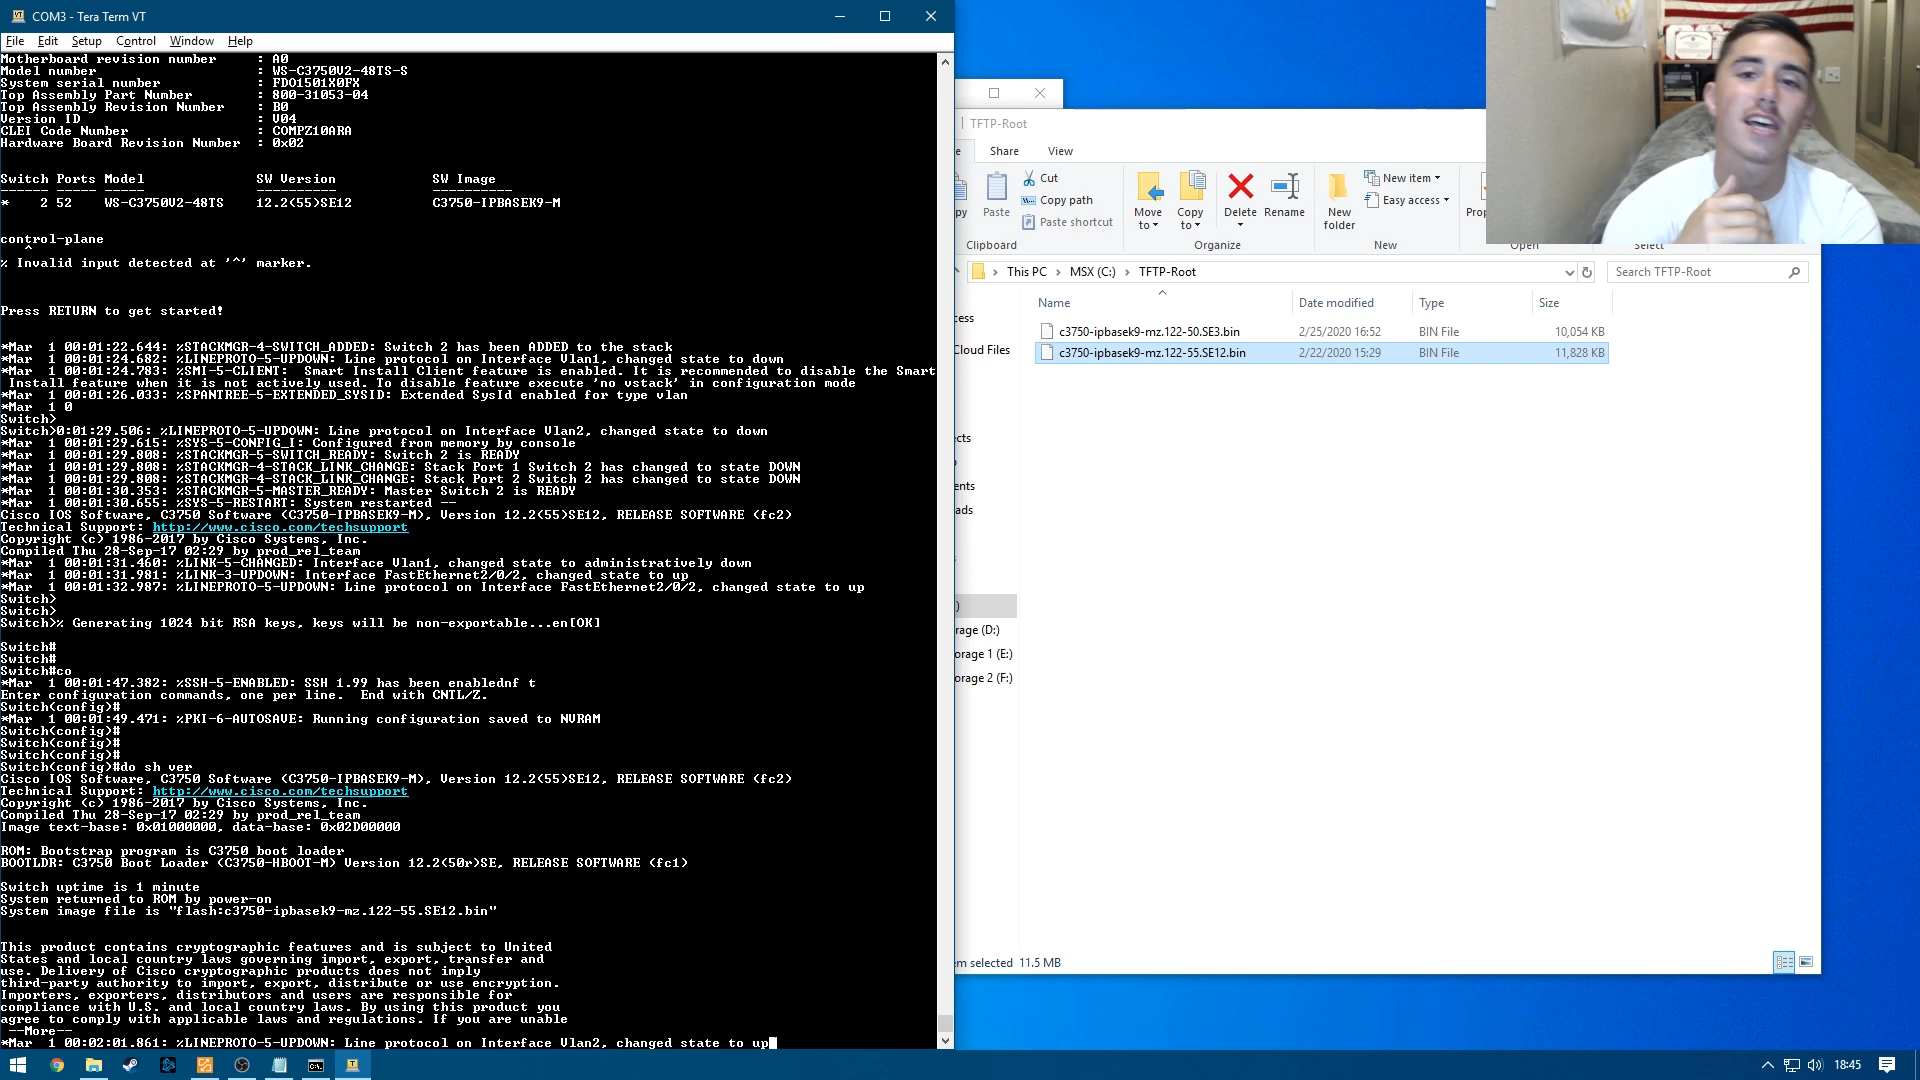 COM3 - Tera Term VT
File Edit Setup Control Window Help
Motherboard revision number : A0
Model number : WS-C3750V2-48TS-S
System serial number : FDO1501X0FX
Top Assembly Part Number : 800-31053-04
Top Assembly Revision Number : B0
Version ID : V04
CLEI Code Number : COMPZ10ARA
Hardware Board Revision Number : 0x02
Switch Ports Model SW Version SW Image
------ ----- ----- ---------- ----------
* 2 52 WS-C3750V2-48TS 12.2(55)SE12 C3750-IPBASEK9-M
control-plane
^
% Invalid input detected at '^' marker.
Press RETURN to get started!
*Mar 1 00:01:22.644: %STACKMGR-4-SWITCH_ADDED: Switch 2 has been ADDED to the stack
*Mar 1 00:01:24.682: %LINEPROTO-5-UPDOWN: Line protocol on Interface Vlan1, changed state to down
*Mar 1 00:01:24.783: %SMI-5-CLIENT: Smart Install Client feature is enabled. It is recommended to disable the Smart
Install feature when it is not actively used. To disable feature execute 'no vstack' in configuration mode
*Mar 1 00:01:26.033: %SPANTREE-5-EXTENDED_SYSID: Extended SysId enabled for type vlan
*Mar 1 0
Switch>
Switch>0:01:29.506: %LINEPROTO-5-UPDOWN: Line protocol on Interface Vlan2, changed state to down
*Mar 1 00:01:29.615: %SYS-5-CONFIG_I: Configured from memory by console
*Mar 1 00:01:29.808: %STACKMGR-5-SWITCH_READY: Switch 2 is READY
*Mar 1 00:01:29.808: %STACKMGR-4-STACK_LINK_CHANGE: Stack Port 1 Switch 2 has changed to state DOWN
*Mar 1 00:01:29.808: %STACKMGR-4-STACK_LINK_CHANGE: Stack Port 2 Switch 2 has changed to state DOWN
*Mar 1 00:01:30.353: %STACKMGR-5-MASTER_READY: Master Switch 2 is READY
*Mar 1 00:01:30.655: %SYS-5-RESTART: System restarted --
Cisco IOS Software, C3750 Software (C3750-IPBASEK9-M), Version 12.2(55)SE12, RELEASE SOFTWARE (fc2)
Technical Support: http://www.cisco.com/techsupport
Copyright (c) 1986-2017 by Cisco Systems, Inc.
Compiled Thu 28-Sep-17 02:29 by prod_rel_team
*Mar 1 00:01:31.460: %LINK-5-CHANGED: Interface Vlan1, changed state to administratively down
*Mar 1 00:01:31.981: %LINK-3-UPDOWN: Interface FastEthernet2/0/2, changed state to up
*Mar 1 00:01:32.987: %LINEPROTO-5-UPDOWN: Line protocol on Interface FastEthernet2/0/2, changed state to up
Switch>
Switch>
Switch>% Generating 1024 bit RSA keys, keys will be non-exportable...en[OK]
Switch#
Switch#
Switch#co
*Mar 1 00:01:47.382: %SSH-5-ENABLED: SSH 1.99 has been enablednf t
Enter configuration commands, one per line. End with CNTL/Z.
Switch(config)#
*Mar 1 00:01:49.471: %PKI-6-AUTOSAVE: Running configuration saved to NVRAM
Switch(config)#
Switch(config)#
Switch(config)#
Switch(config)#do sh ver
Cisco IOS Software, C3750 Software (C3750-IPBASEK9-M), Version 12.2(55)SE12, RELEASE SOFTWARE (fc2)
Technical Support: http://www.cisco.com/techsupport
Copyright (c) 1986-2017 by Cisco Systems, Inc.
Compiled Thu 28-Sep-17 02:29 by prod_rel_team
Image text-base: 0x01000000, data-base: 0x02D00000
ROM: Bootstrap program is C3750 boot loader
BOOTLDR: C3750 Boot Loader (C3750-HBOOT-M) Version 12.2(50r)SE, RELEASE SOFTWARE (fc1)
Switch uptime is 1 minute
System returned to ROM by power-on
System image file is "flash:c3750-ipbasek9-mz.122-55.SE12.bin"
This product contains cryptographic features and is subject to United
States and local country laws governing import, export, transfer and
use. Delivery of Cisco cryptographic products does not imply
third-party authority to import, export, distribute or use encryption.
Importers, exporters, distributors and users are responsible for
compliance with U.S. and local country laws. By using this product you
agree to comply with applicable laws and regulations. If you are unable
--More--
*Mar 1 00:02:01.861: %LINEPROTO-5-UPDOWN: Line protocol on Interface Vlan2, changed state to up
TFTP-Root
e Share View
py Paste Cut Copy path Paste shortcut
Clipboard
Move to Copy to Delete Rename
Organize
New folder New item Easy access
New
Prop
Open
Select
This PC > MSX (C:) > TFTP-Root
Search TFTP-Root
Name Date modified Type Size
c3750-ipbasek9-mz.122-50.SE3.bin 2/25/2020 16:52 BIN File 10,054 KB
c3750-ipbasek9-mz.122-55.SE12.bin 2/22/2020 15:29 BIN File 11,828 KB
cess
Cloud Files
ects
ents
ads
)
rage (D:)
orage 1 (E:)
orage 2 (F:)
em selected 11.5 MB
18:45